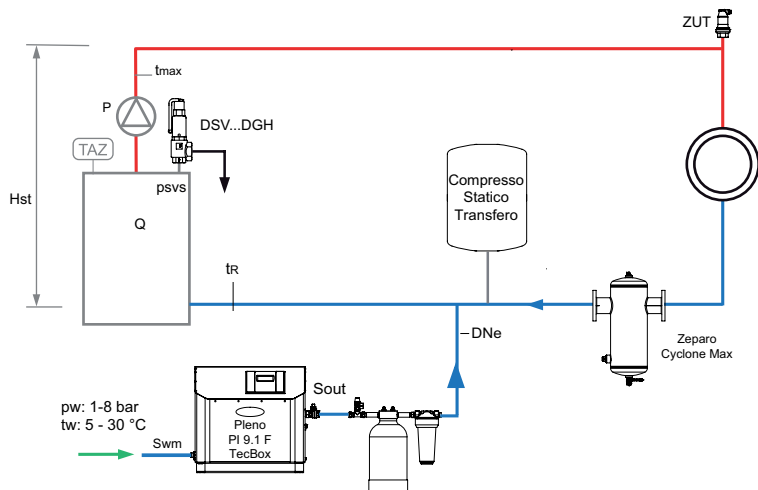 ZUT
tmax
P
DSV...DGH
TAZ
psvs
Hst
Q
Compresso
Statico
Transfero
tR
DNe
Zeparo
Cyclone Max
Sout
pw: 1-8 bar
tw: 5 - 30 °C
Swm
Pleno
PI 9.1 F
TecBox